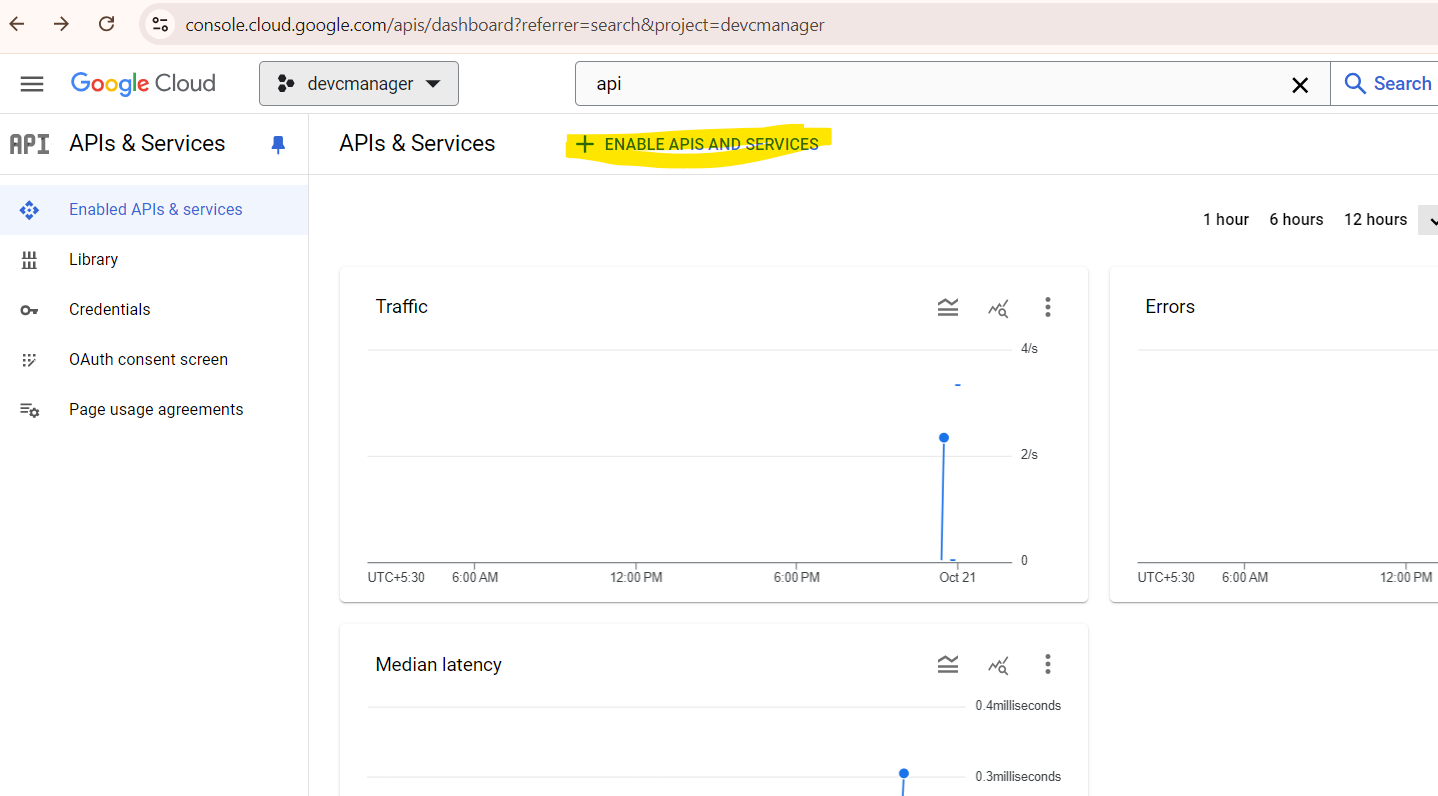 console.cloud.google.com/apis/dashboard?referrer=search&project=devcmanager
Google Cloud
devcmanager
api
Search
API
APIs & Services
APIs & Services
ENABLE APIS AND SERVICES
Enabled APIs & services
Library
Credentials
OAuth consent screen
Page usage agreements
1 hour 6 hours 12 hours
Traffic
4/s
2/s
0
UTC+5:30 6:00 AM 12:00 PM 6:00 PM Oct 21
Errors
UTC+5:30 6:00 AM 12:00 PM
Median latency
0.4milliseconds
0.3milliseconds